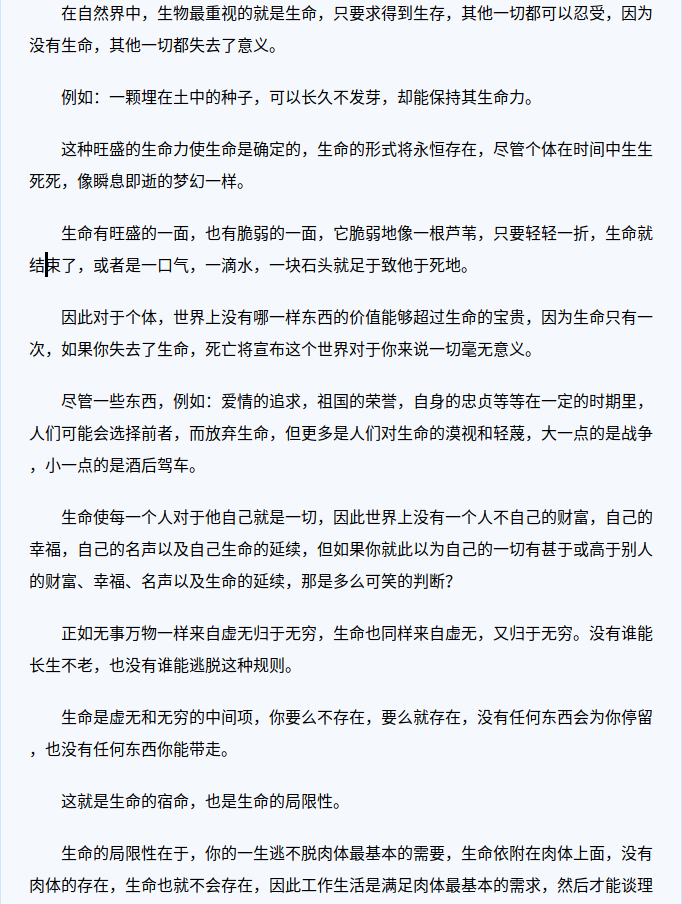 在自然界中，生物最重视的就是生命，只要求得到生存，其他一切都可以忍受，因为
没有生命，其他一切都失去了意义。
例如：一颗埋在土中的种子，可以长久不发芽，却能保持其生命力。
这种旺盛的生命力使生命是确定的，生命的形式将永恒存在，尽管个体在时间中生生
死死，像瞬息即逝的梦幻一样。
生命有旺盛的一面，也有脆弱的一面，它脆弱地像一根芦苇，只要轻轻一折，生命就
结束了，或者是一口气，一滴水，一块石头就足于致他于死地。
因此对于个体，世界上没有哪一样东西的价值能够超过生命的宝贵，因为生命只有一
次，如果你失去了生命，死亡将宣布这个世界对于你来说一切毫无意义。
尽管一些东西，例如：爱情的追求，祖国的荣誉，自身的忠贞等等在一定的时期里，
人们可能会选择前者，而放弃生命，但更多是人们对生命的漠视和轻蔑，大一点的是战争
，小一点的是酒后驾车。
生命使每一个人对于他自己就是一切，因此世界上没有一个人不自己的财富，自己的
幸福，自己的名声以及自己生命的延续，但如果你就此以为自己的一切有甚于或高于别人
的财富、幸福、名声以及生命的延续，那是多么可笑的判断？
正如无事万物一样来自虚无归于无穷，生命也同样来自虚无，又归于无穷。没有谁能
长生不老，也没有谁能逃脱这种规则。
生命是虚无和无穷的中间项，你要么不存在，要么就存在，没有任何东西会为你停留
，也没有任何东西你能带走。
这就是生命的宿命，也是生命的局限性。
生命的局限性在于，你的一生逃不脱肉体最基本的需要，生命依附在肉体上面，没有
肉体的存在，生命也就不会存在，因此工作生活是满足肉体最基本的需求，然后才能谈理